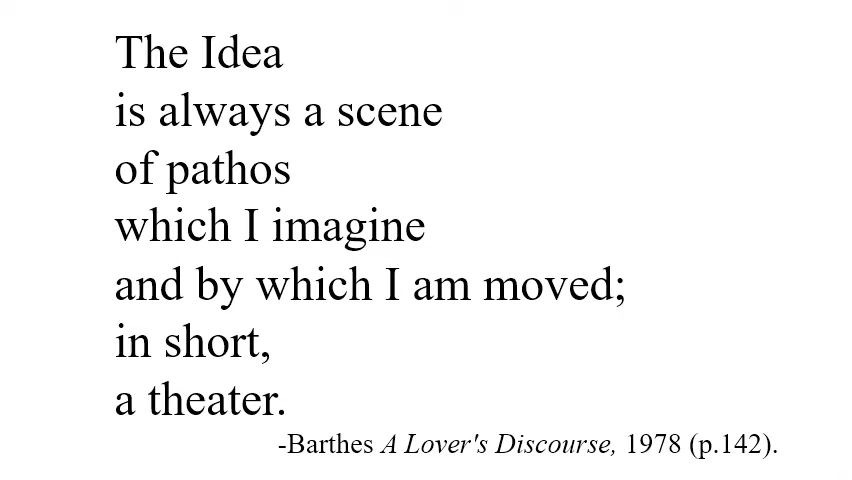 The Idea
is always a scene
of pathos
which I imagine
and by which I am moved;
in short,
a theater.
-Barthes A Lover's Discourse, 1978 (p.142).